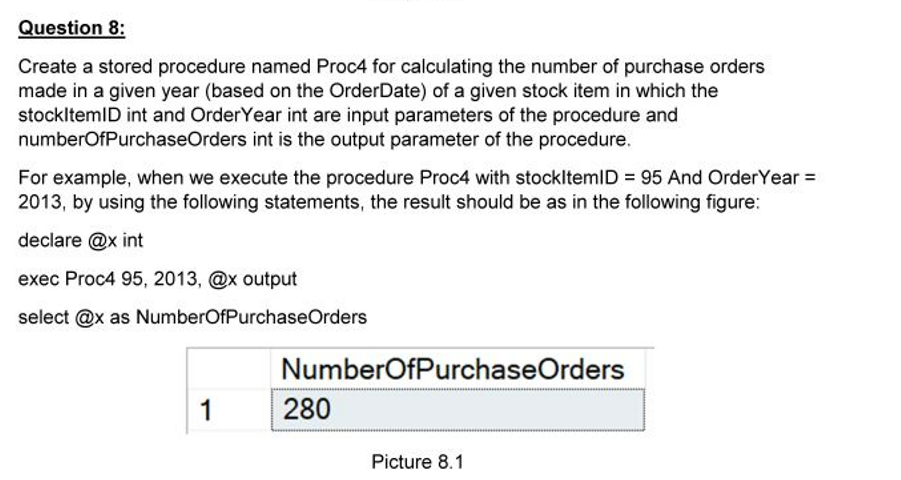 Question 8:
Create a stored procedure named Proc4 for calculating the number of purchase orders
made in a given year (based on the OrderDate) of a given stock item in which the
stockItemID int and OrderYear int are input parameters of the procedure and
numberOfPurchaseOrders int is the output parameter of the procedure.
For example, when we execute the procedure Proc4 with stockItemID = 95 And OrderYear =
2013, by using the following statements, the result should be as in the following figure:
declare @x int
exec Proc4 95, 2013, @x output
select @x as NumberOfPurchaseOrders
NumberOfPurchaseOrders
1 280
Picture 8.1